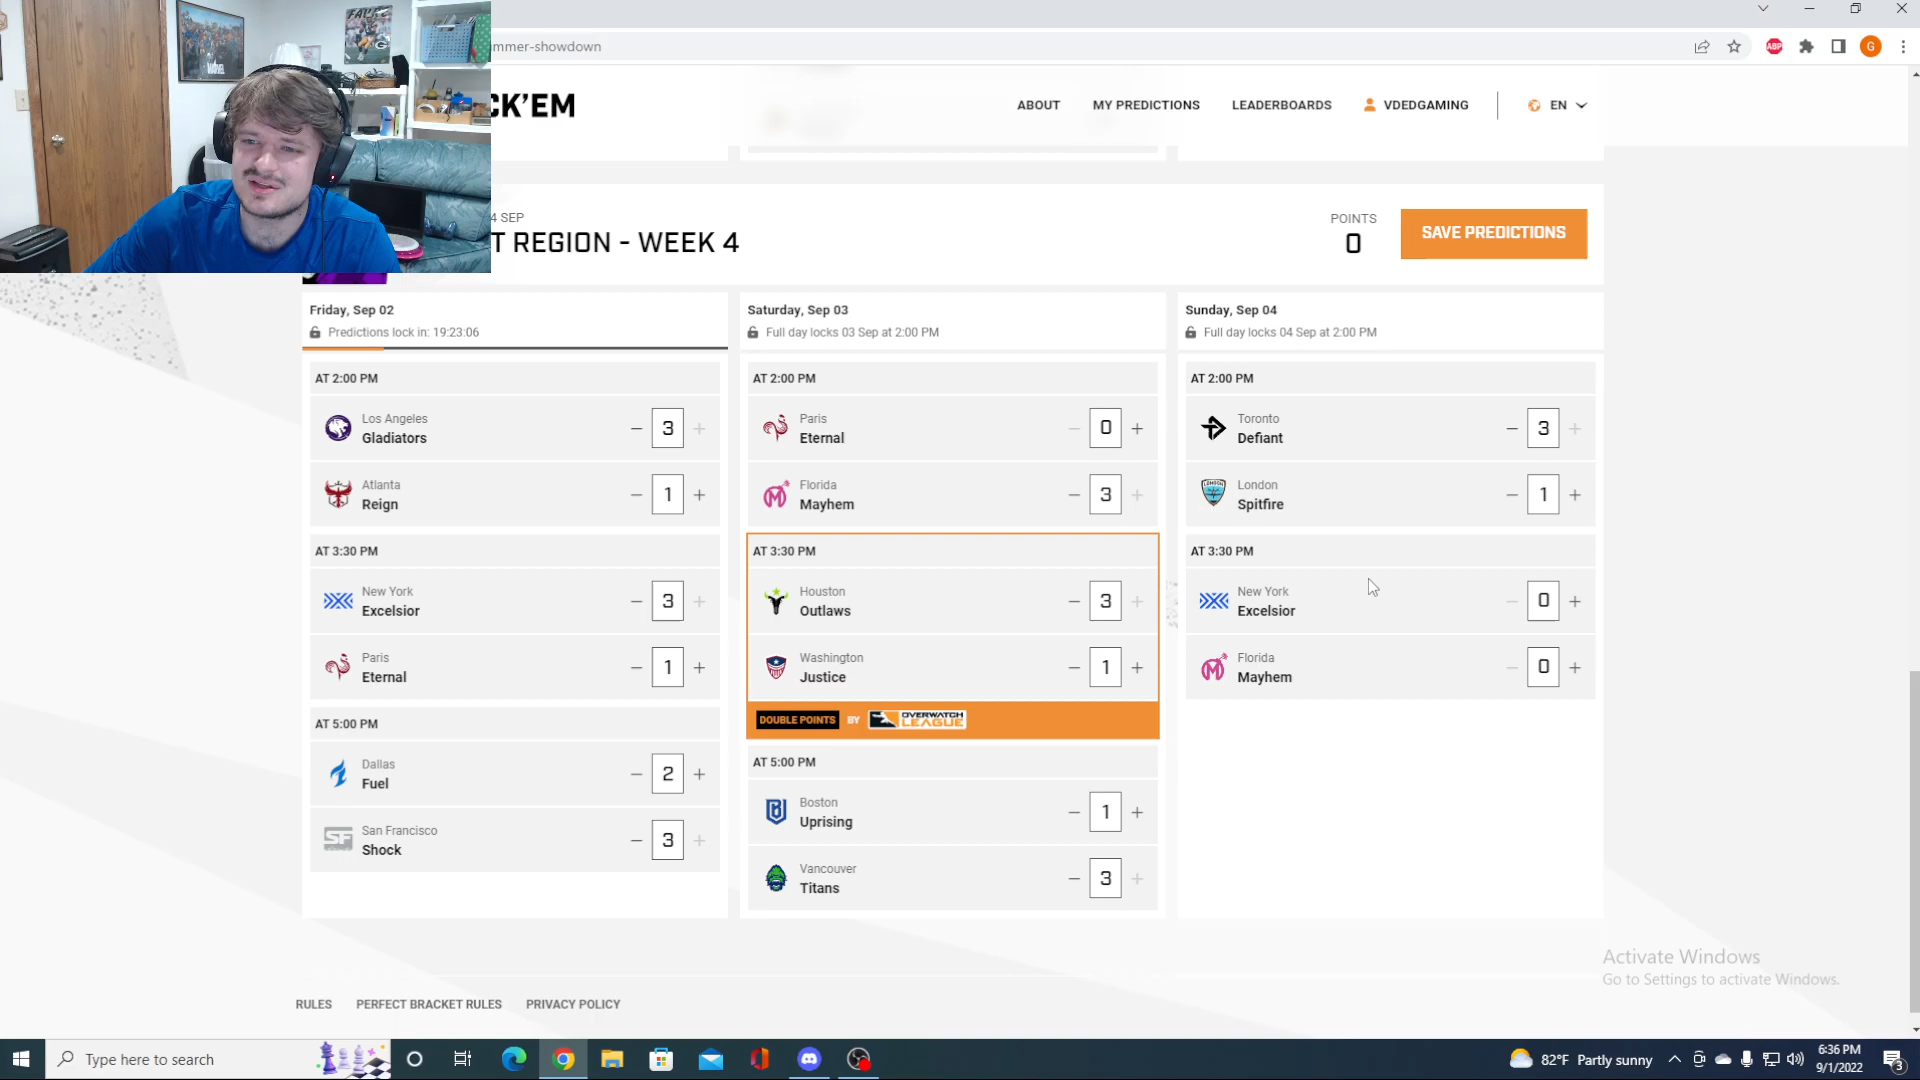 mmer-showdown
ABP
G
CK'EM
ABOUT
MY PREDICTIONS
LEADERBOARDS
VDEDGAMING
EN
4 SEP
T REGION - WEEK 4
POINTS
0
SAVE PREDICTIONS
Friday, Sep 02
Predictions lock in: 19:23:06
AT 2:00 PM
Los Angeles
Gladiators
— 3 +
Atlanta
Reign
— 1 +
AT 3:30 PM
New York
Excelsior
— 3 +
Paris
Eternal
— 1 +
AT 5:00 PM
Dallas
Fuel
— 2 +
San Francisco
Shock
— 3 +
Saturday, Sep 03
Full day locks 03 Sep at 2:00 PM
AT 2:00 PM
Paris
Eternal
— 0 +
Florida
Mayhem
— 3 +
AT 3:30 PM
Houston
Outlaws
— 3 +
Washington
Justice
— 1 +
DOUBLE POINTS BY OVERWATCH LEAGUE
AT 5:00 PM
Boston
Uprising
— 1 +
Vancouver
Titans
— 3 +
Sunday, Sep 04
Full day locks 04 Sep at 2:00 PM
AT 2:00 PM
Toronto
Defiant
— 3 +
London
Spitfire
— 1 +
AT 3:30 PM
New York
Excelsior
— 0 +
Florida
Mayhem
— 0 +
Activate Windows
Go to Settings to activate Windows.
RULES
PERFECT BRACKET RULES
PRIVACY POLICY
Type here to search
82°F Partly sunny
6:36 PM
9/1/2022
3